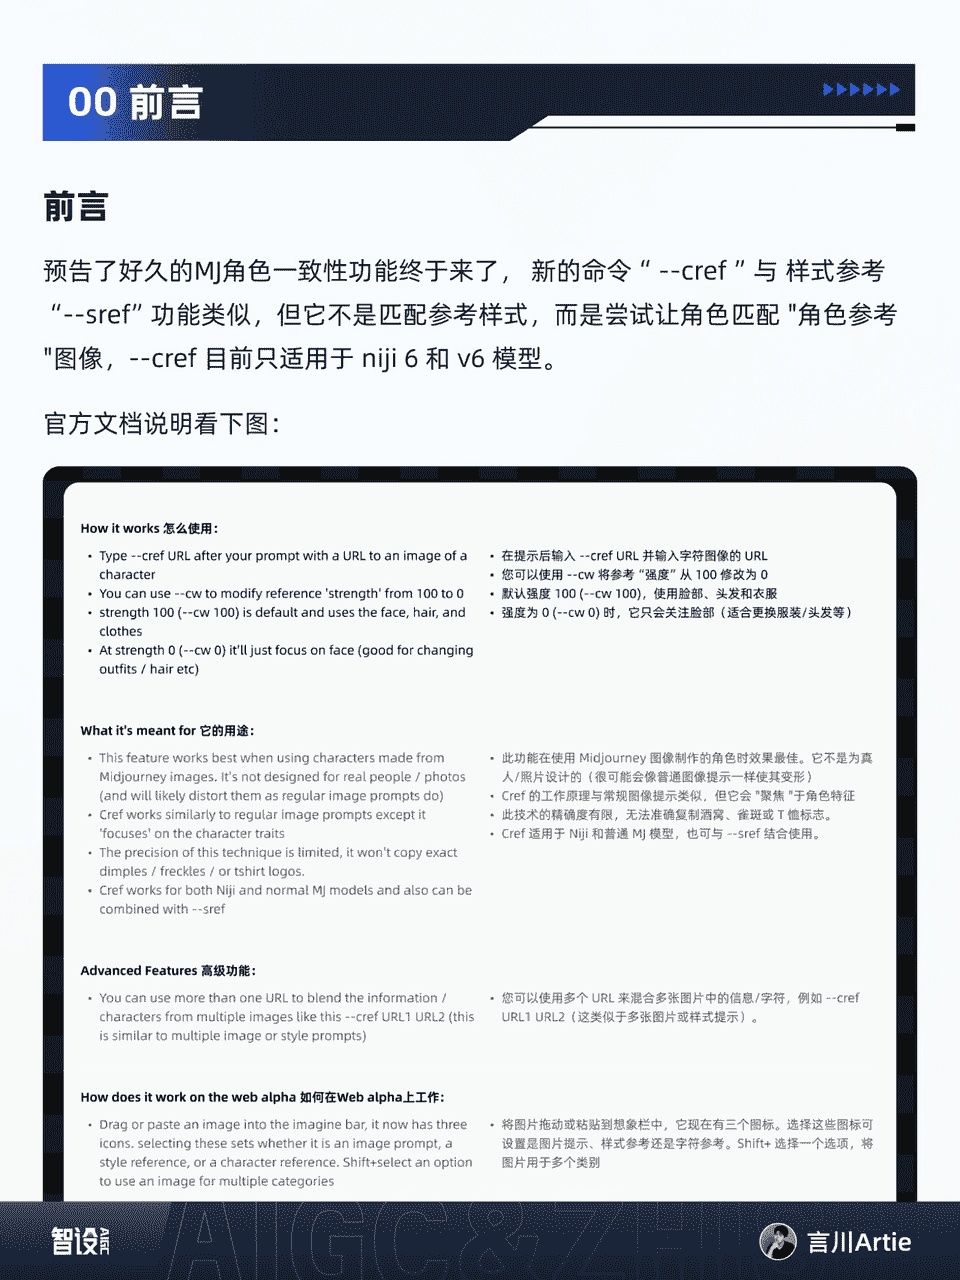 00 前言
前言
预告了好久的MJ角色一致性功能终于来了， 新的命令 “ --cref ” 与 样式参考
“--sref” 功能类似，但它不是匹配参考样式，而是尝试让角色匹配 "角色参考
"图像，--cref 目前只适用于 niji 6 和 v6 模型。
官方文档说明看下图：
How it works 怎么使用：
• Type --cref URL after your prompt with a URL to an image of a
character
• You can use --cw to modify reference 'strength' from 100 to 0
• strength 100 (--cw 100) is default and uses the face, hair, and
clothes
• At strength 0 (--cw 0) it'll just focus on face (good for changing
outfits / hair etc)
• 在提示后输入 --cref URL 并输入字符图像的 URL
• 您可以使用 --cw 将参考 “强度” 从 100 修改为 0
• 默认强度 100 (--cw 100)，使用脸部、头发和衣服
• 强度为 0 (--cw 0) 时，它只会关注脸部（适合更换服装/头发等）
What it's meant for 它的用途：
• This feature works best when using characters made from
Midjourney images. It's not designed for real people / photos
(and will likely distort them as regular image prompts do)
• Cref works similarly to regular image prompts except it
'focuses' on the character traits
• The precision of this technique is limited, it won't copy exact
dimples / freckles / or tshirt logos.
• Cref works for both Niji and normal MJ models and also can be
combined with --sref
• 此功能在使用 Midjourney 图像制作的角色时效果最佳。它不是为真
人/照片设计的（很可能会像普通图像提示一样使其变形）
• Cref 的工作原理与常规图像提示类似，但它会 "聚焦 "于角色特征
• 此技术的精确度有限，无法准确复制酒窝、雀斑或 T 恤标志。
• Cref 适用于 Niji 和普通 MJ 模型，也可与 --sref 结合使用。
Advanced Features 高级功能：
• You can use more than one URL to blend the information /
characters from multiple images like this --cref URL1 URL2 (this
is similar to multiple image or style prompts)
• 您可以使用多个 URL 来混合多张图片中的信息/字符，例如 --cref
URL1 URL2（这类似于多张图片或样式提示）。
How does it work on the web alpha 如何在Web alpha上工作：
• Drag or paste an image into the imagine bar, it now has three
icons. selecting these sets whether it is an image prompt, a
style reference, or a character reference. Shift+select an option
to use an image for multiple categories
• 将图片拖动或粘贴到想象栏中，它现在有三个图标。选择这些图标可
设置是图片提示、样式参考还是字符参考。Shift+ 选择一个选项，将
图片用于多个类别
智设 AIGC
AIGC&ZHI
言川Artie